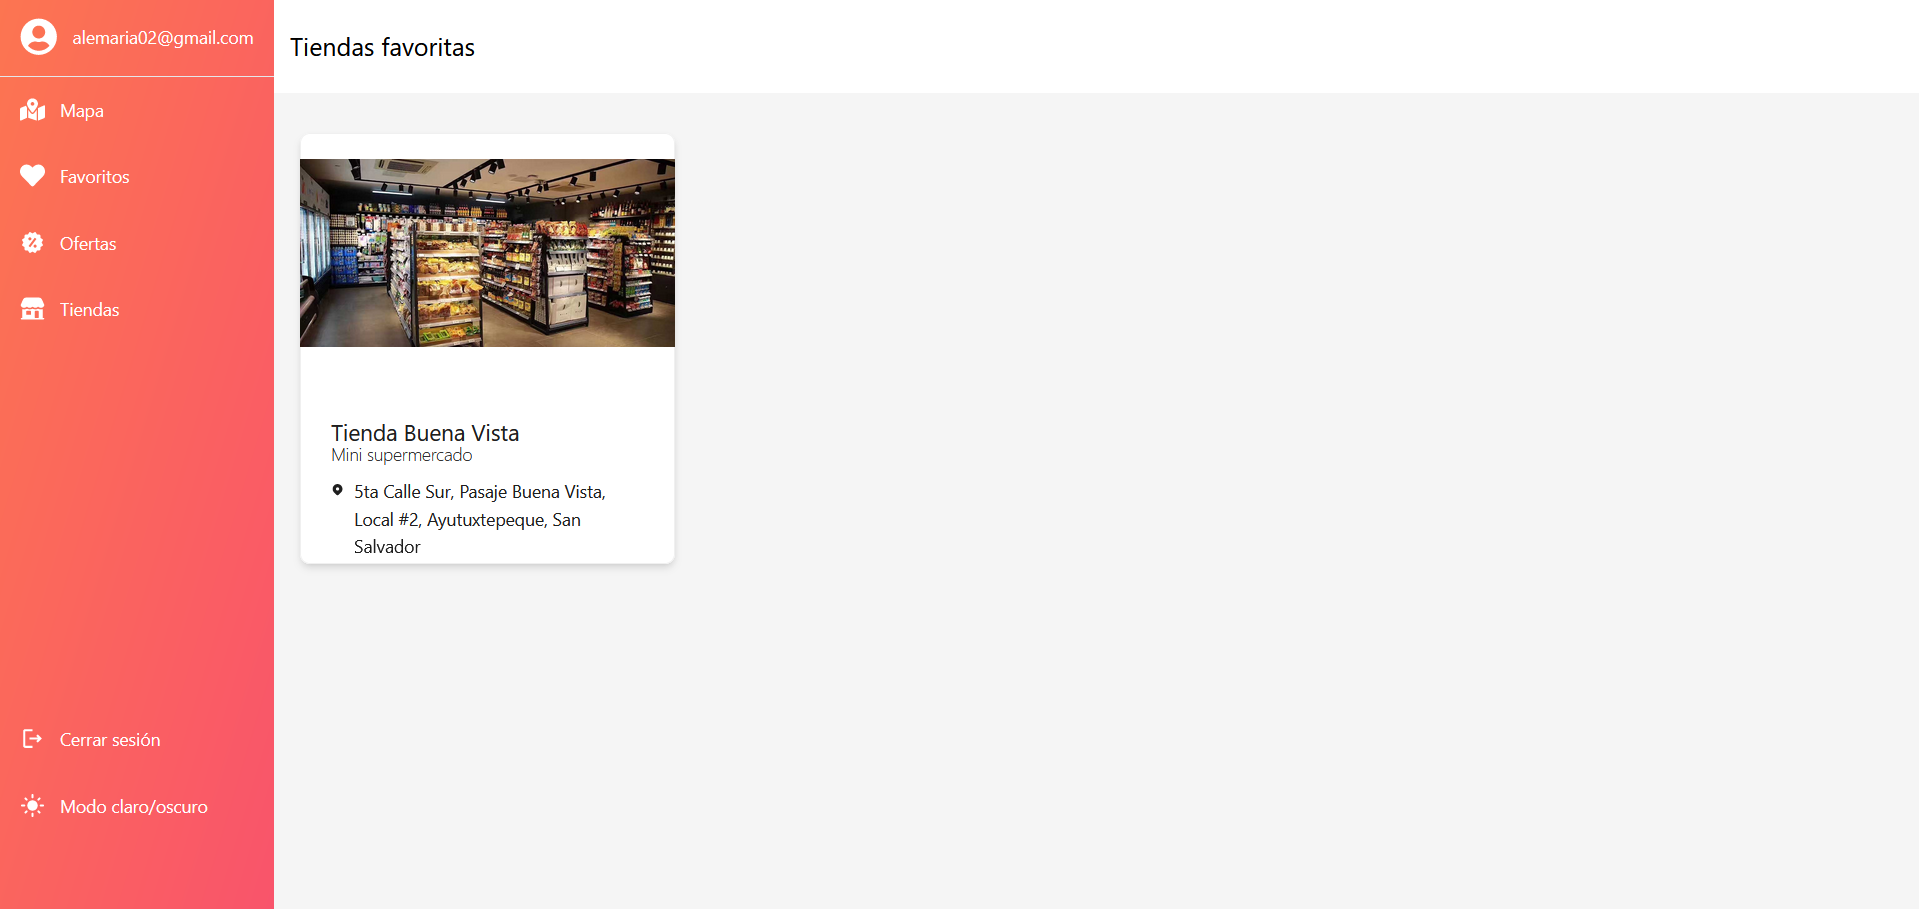 alemaria02@gmail.com
Mapa
Favoritos
Ofertas
Tiendas
Cerrar sesión
Modo claro/oscuro
Tiendas favoritas
Tienda Buena Vista
Mini supermercado
5ta Calle Sur, Pasaje Buena Vista,
Local #2, Ayutuxtepeque, San
Salvador